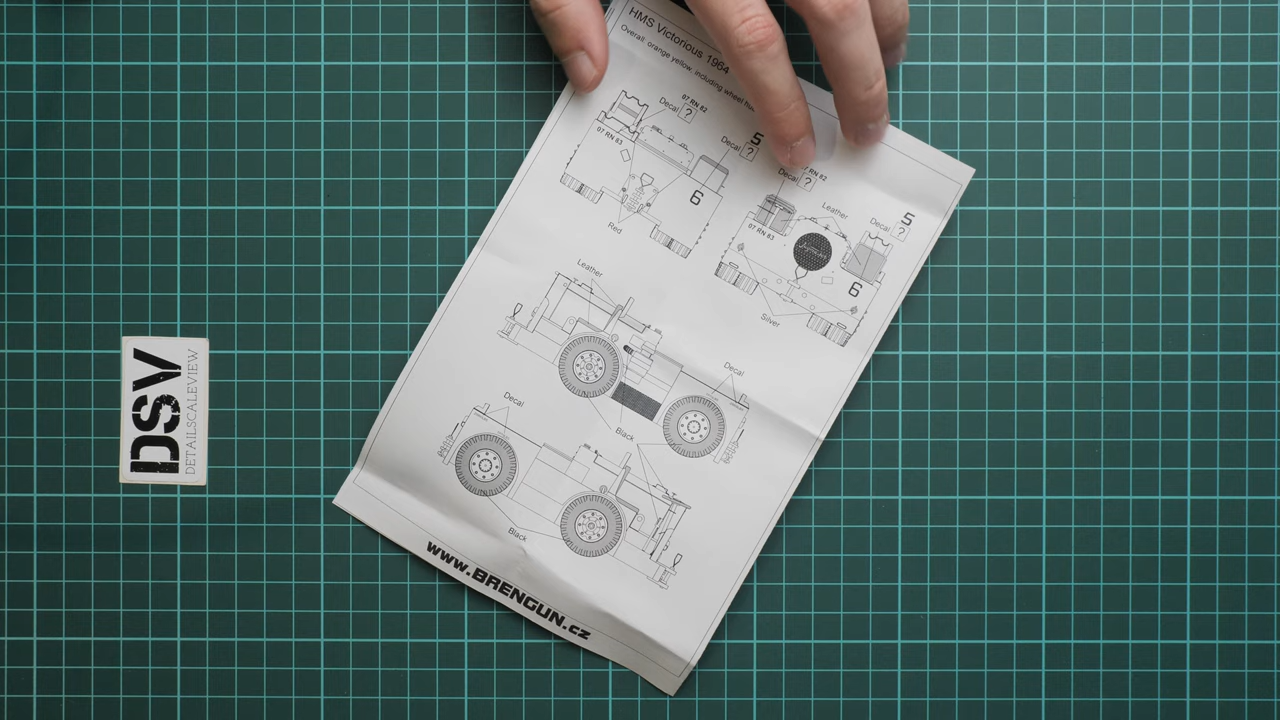 HMS Victorious 1964
Overall orange yellow, including wheel
Decal
07 RN 82
?
07 RN 83
Decal
5
?
6
Red
Decal
RN 82
?
Leather
07 RN 83
Decal
5
?
6
Silver
Leather
Decal
Black
Decal
Black
www.BRENGUN.cz
DSV
DETAILSCALEVIEW